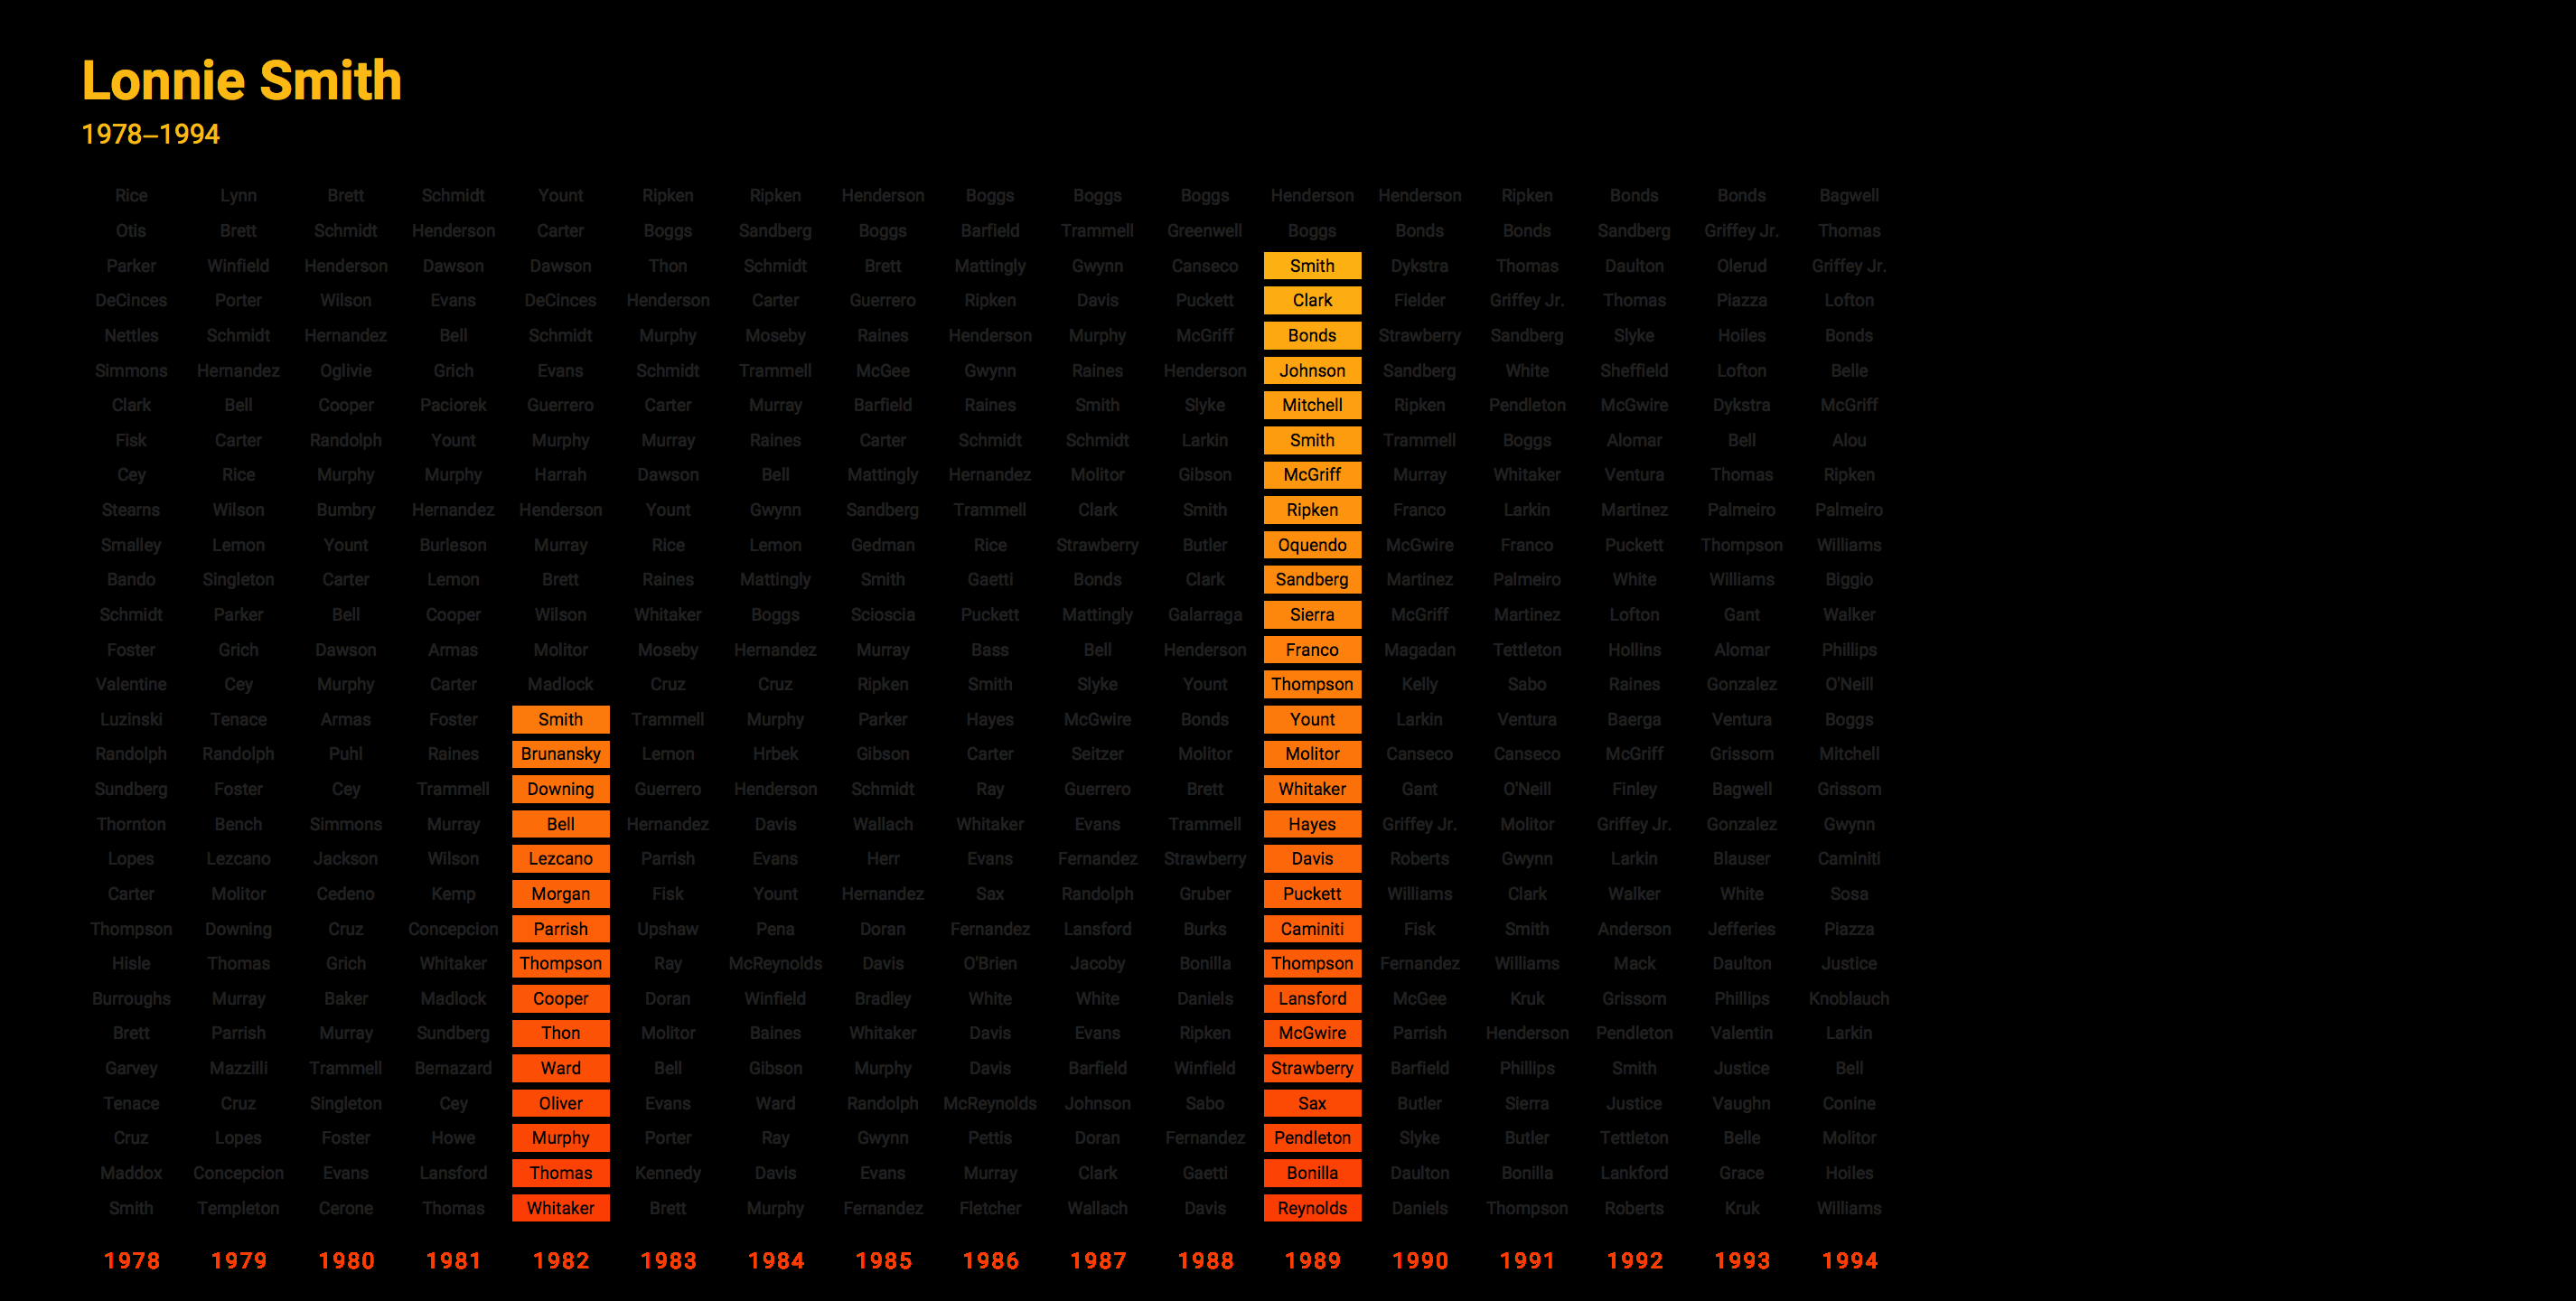 Lonnie Smith
1978–1994
Rice Lynn Brett Schmidt Yount Ripken Ripken Henderson Boggs Boggs Boggs Henderson Henderson Ripken Bonds Bonds Bagwell
Otis Brett Schmidt Henderson Carter Boggs Sandberg Boggs Barfield Trammell Greenwell Boggs Bonds Bonds Sandberg Griffey Jr. Thomas
Parker Winfield Henderson Dawson Dawson Thon Schmidt Brett Mattingly Gwynn Canseco Smith Dykstra Thomas Daulton Olerud Griffey Jr.
DeCinces Porter Wilson Evans DeCinces Henderson Carter Guerrero Ripken Davis Puckett Clark Fielder Griffey Jr. Thomas Piazza Lofton
Nettles Schmidt Hernandez Bell Schmidt Murphy Moseby Raines Henderson Murphy McGriff Bonds Strawberry Sandberg Slyke Hoiles Bonds
Simmons Hernandez Oglivie Grich Evans Schmidt Trammell McGee Gwynn Raines Henderson Johnson Sandberg White Sheffield Lofton Belle
Clark Bell Cooper Paciorek Guerrero Carter Murray Barfield Raines Smith Slyke Mitchell Ripken Pendleton McGwire Dykstra McGriff
Fisk Carter Randolph Yount Murphy Murray Raines Carter Schmidt Schmidt Larkin Smith Trammell Boggs Alomar Bell Alou
Cey Rice Murphy Murphy Harrah Dawson Bell Mattingly Hernandez Molitor Gibson McGriff Murray Whitaker Ventura Thomas Ripken
Stearns Wilson Bumbry Hernandez Henderson Yount Gwynn Sandberg Trammell Clark Smith Ripken Franco Larkin Martinez Palmeiro Palmeiro
Smalley Lemon Yount Burleson Murray Rice Lemon Gedman Rice Strawberry Butler Oquendo McGwire Franco Puckett Thompson Williams
Bando Singleton Carter Lemon Brett Raines Mattingly Smith Gaetti Bonds Clark Sandberg Martinez Palmeiro White Williams Biggio
Schmidt Parker Bell Cooper Wilson Whitaker Boggs Scioscia Puckett Mattingly Galarraga Sierra McGriff Martinez Lofton Gant Walker
Foster Grich Dawson Armas Molitor Moseby Hernandez Murray Bass Bell Henderson Franco Magadan Tettleton Hollins Alomar Phillips
Valentine Cey Murphy Carter Madlock Cruz Cruz Ripken Smith Slyke Yount Thompson Kelly Sabo Raines Gonzalez O'Neill
Luzinski Tenace Armas Foster Smith Trammell Murphy Parker Hayes McGwire Bonds Yount Larkin Ventura Baerga Ventura Boggs
Randolph Randolph Puhl Raines Brunansky Lemon Hrbek Gibson Carter Seitzer Molitor Molitor Canseco Canseco McGriff Grissom Mitchell
Sundberg Foster Cey Trammell Downing Guerrero Henderson Schmidt Ray Guerrero Brett Whitaker Gant O'Neill Finley Bagwell Grissom
Thornton Bench Simmons Murray Bell Hernandez Davis Wallach Whitaker Evans Trammell Hayes Griffey Jr. Molitor Griffey Jr. Gonzalez Gwynn
Lopes Lezcano Jackson Wilson Lezcano Parrish Evans Herr Evans Fernandez Strawberry Davis Roberts Gwynn Larkin Blauser Caminiti
Carter Molitor Cedeno Kemp Morgan Fisk Yount Hernandez Sax Randolph Gruber Puckett Williams Clark Walker White Sosa
Thompson Downing Cruz Concepcion Parrish Upshaw Pena Doran Fernandez Lansford Burks Caminiti Fisk Smith Anderson Jefferies Piazza
Hisle Thomas Grich Whitaker Thompson Ray McReynolds Davis O'Brien Jacoby Bonilla Thompson Fernandez Williams Mack Daulton Justice
Burroughs Murray Baker Madlock Cooper Doran Winfield Bradley White White Daniels Lansford McGee Kruk Grissom Phillips Knoblauch
Brett Parrish Murray Sundberg Thon Molitor Baines Whitaker Davis Evans Ripken McGwire Parrish Henderson Pendleton Valentin Larkin
Garvey Mazzilli Trammell Bernazard Ward Bell Gibson Murphy Davis Barfield Winfield Strawberry Barfield Phillips Smith Justice Bell
Tenace Cruz Singleton Cey Oliver Evans Ward Randolph McReynolds Johnson Sabo Sax Butler Sierra Justice Vaughn Conine
Cruz Lopes Foster Howe Murphy Porter Ray Gwynn Pettis Doran Fernandez Pendleton Slyke Butler Tettleton Belle Molitor
Maddox Concepcion Evans Lansford Thomas Kennedy Davis Evans Murray Clark Gaetti Bonilla Daulton Bonilla Lankford Grace Hoiles
Smith Templeton Cerone Thomas Whitaker Brett Murphy Fernandez Fletcher Wallach Davis Reynolds Daniels Thompson Roberts Kruk Williams
1978 1979 1980 1981 1982 1983 1984 1985 1986 1987 1988 1989 1990 1991 1992 1993 1994